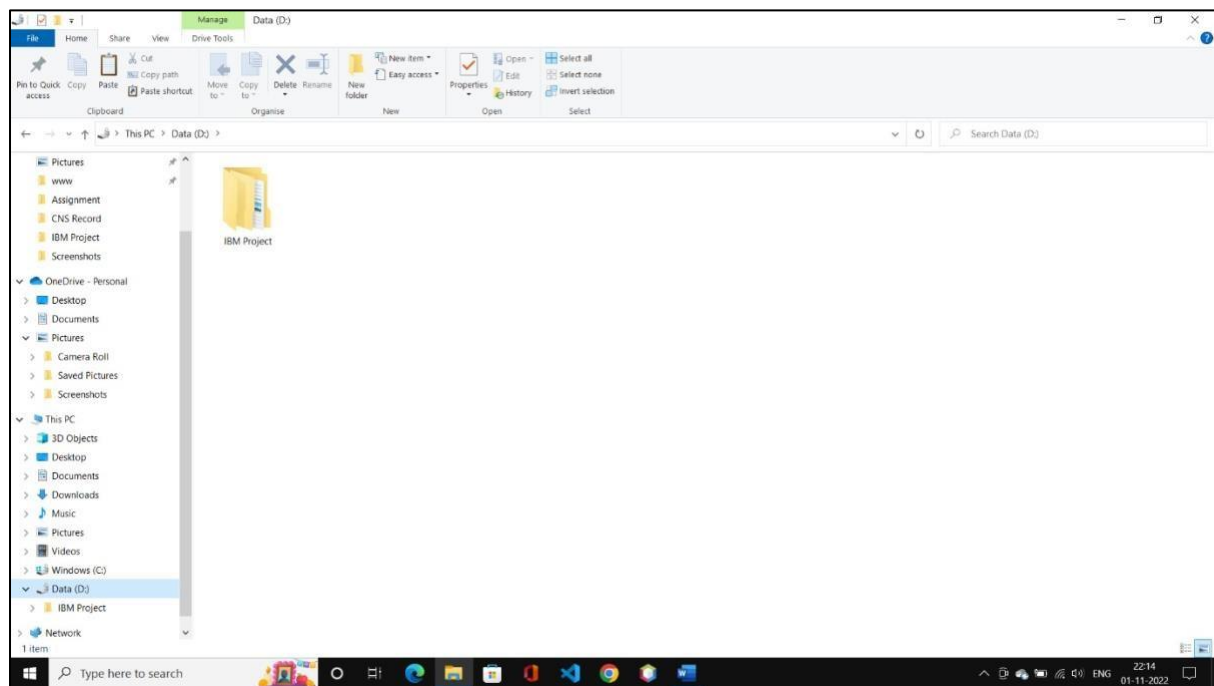 Manage Data (D:)
File Home Share View Drive Tools
Pin to Quick access
Copy
Paste
Cut
Copy path
Paste shortcut
Clipboard
Move to
Copy to
Delete
Rename
Organise
New folder
New item
Easy access
New
Properties
Open
Edit
History
Open
Select all
Select none
Invert selection
Select
This PC > Data (D:) >
Search Data (D:)
Pictures
www
Assignment
CNS Record
IBM Project
Screenshots
OneDrive - Personal
Desktop
Documents
Pictures
Camera Roll
Saved Pictures
Screenshots
This PC
3D Objects
Desktop
Documents
Downloads
Music
Pictures
Videos
Windows (C:)
Data (D:)
IBM Project
Network
IBM Project
1 item
Type here to search
ENG
22:14
01-11-2022